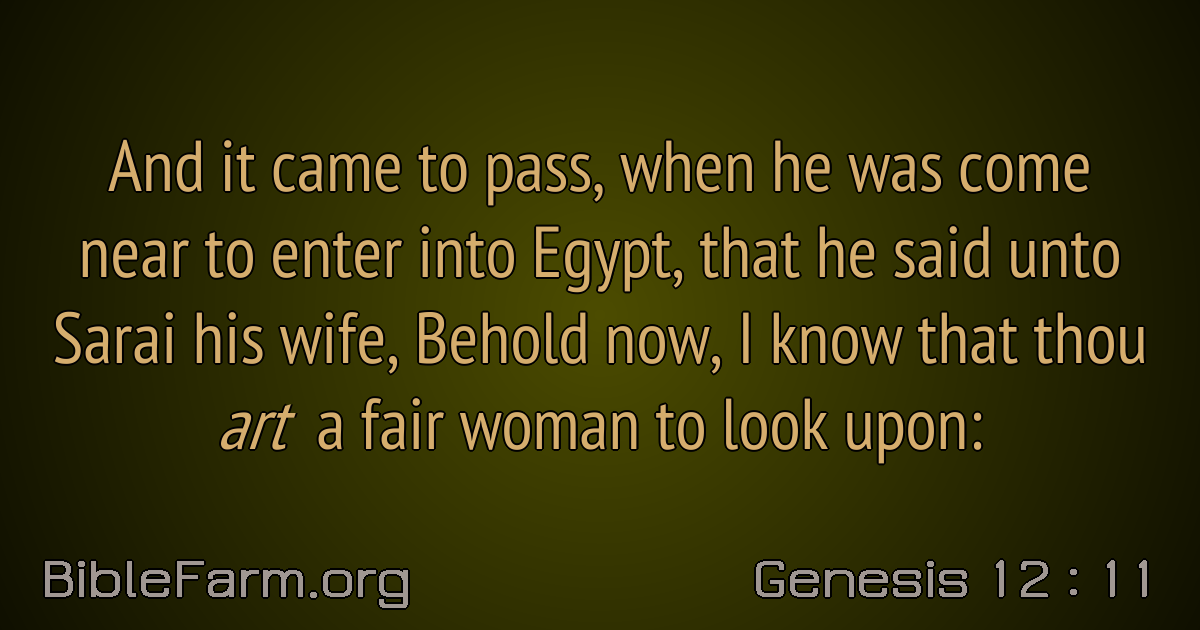 And it came to pass, when he was come
near to enter into Egypt, that he said unto
Sarai his wife, Behold now, I know that thou
art a fair woman to look upon:
BibleFarm.org
Genesis 12 : 11